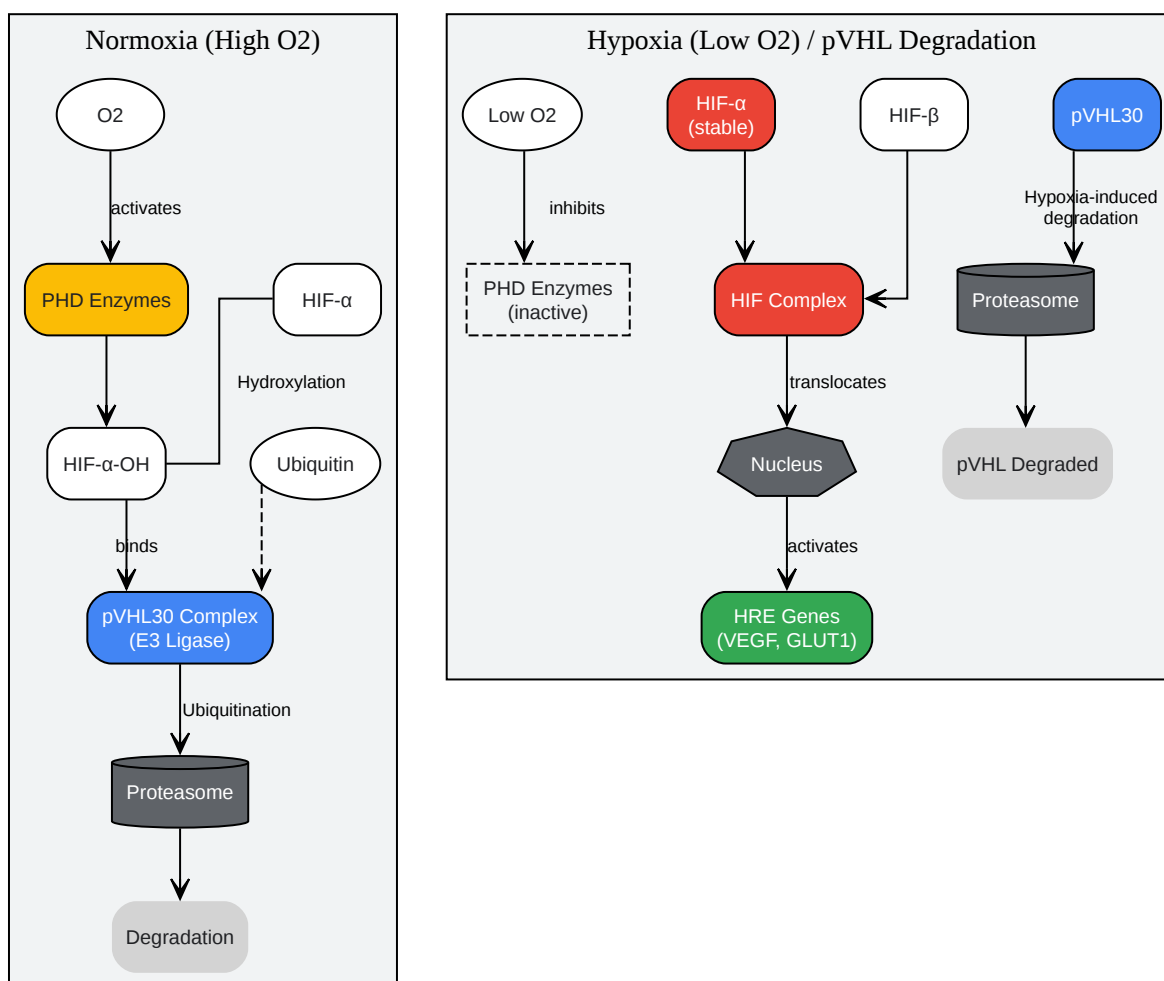 Normoxia (High O2)
O2
activates
PHD Enzymes
HIF-α
Hydroxylation
HIF-α-OH
Ubiquitin
binds
pVHL30 Complex
(E3 Ligase)
Ubiquitination
Proteasome
Degradation
Hypoxia (Low O2) / pVHL Degradation
Low O2
HIF-α
(stable)
HIF-β
pVHL30
inhibits
Hypoxia-induced
degradation
PHD Enzymes
(inactive)
HIF Complex
Proteasome
translocates
Nucleus
pVHL Degraded
activates
HRE Genes
(VEGF, GLUT1)